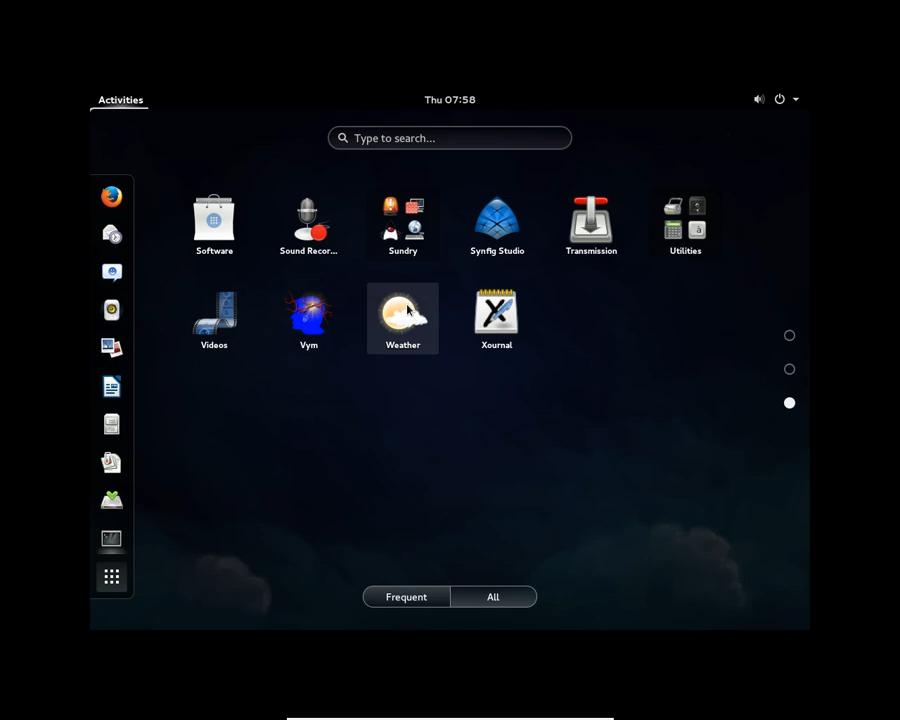 Activities
Thu 07:58
Type to search...
Software
Sound Recor...
Sundry
Synfig Studio
Transmission
Utilities
Videos
Vym
Weather
Xournal
Frequent
All